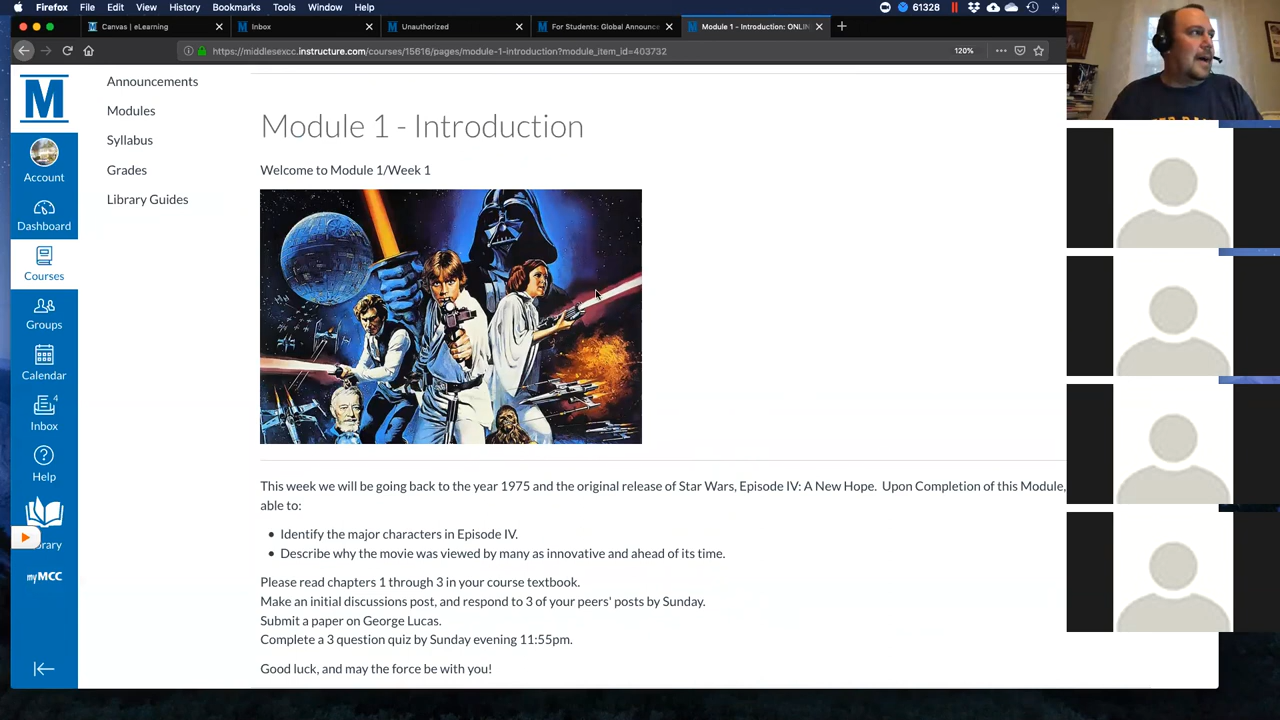 Firefox File Edit View History Bookmarks Tools Window Help 61328
Canvas | eLearning Inbox Unauthorized For Students: Global Announce Module 1 - Introduction: ONLIN
https://middlesexcc.instructure.com/courses/15616/pages/module-1-introduction?module_item_id=403732 120%
M
Account
Dashboard
Courses
Groups
Calendar
4
Inbox
Help
brary
myMCC
Announcements
Modules
Syllabus
Grades
Library Guides
Module 1 - Introduction
Welcome to Module 1/Week 1
This week we will be going back to the year 1975 and the original release of Star Wars, Episode IV: A New Hope. Upon Completion of this Module,
able to:
• Identify the major characters in Episode IV.
• Describe why the movie was viewed by many as innovative and ahead of its time.
Please read chapters 1 through 3 in your course textbook.
Make an initial discussions post, and respond to 3 of your peers' posts by Sunday.
Submit a paper on George Lucas.
Complete a 3 question quiz by Sunday evening 11:55pm.
Good luck, and may the force be with you!